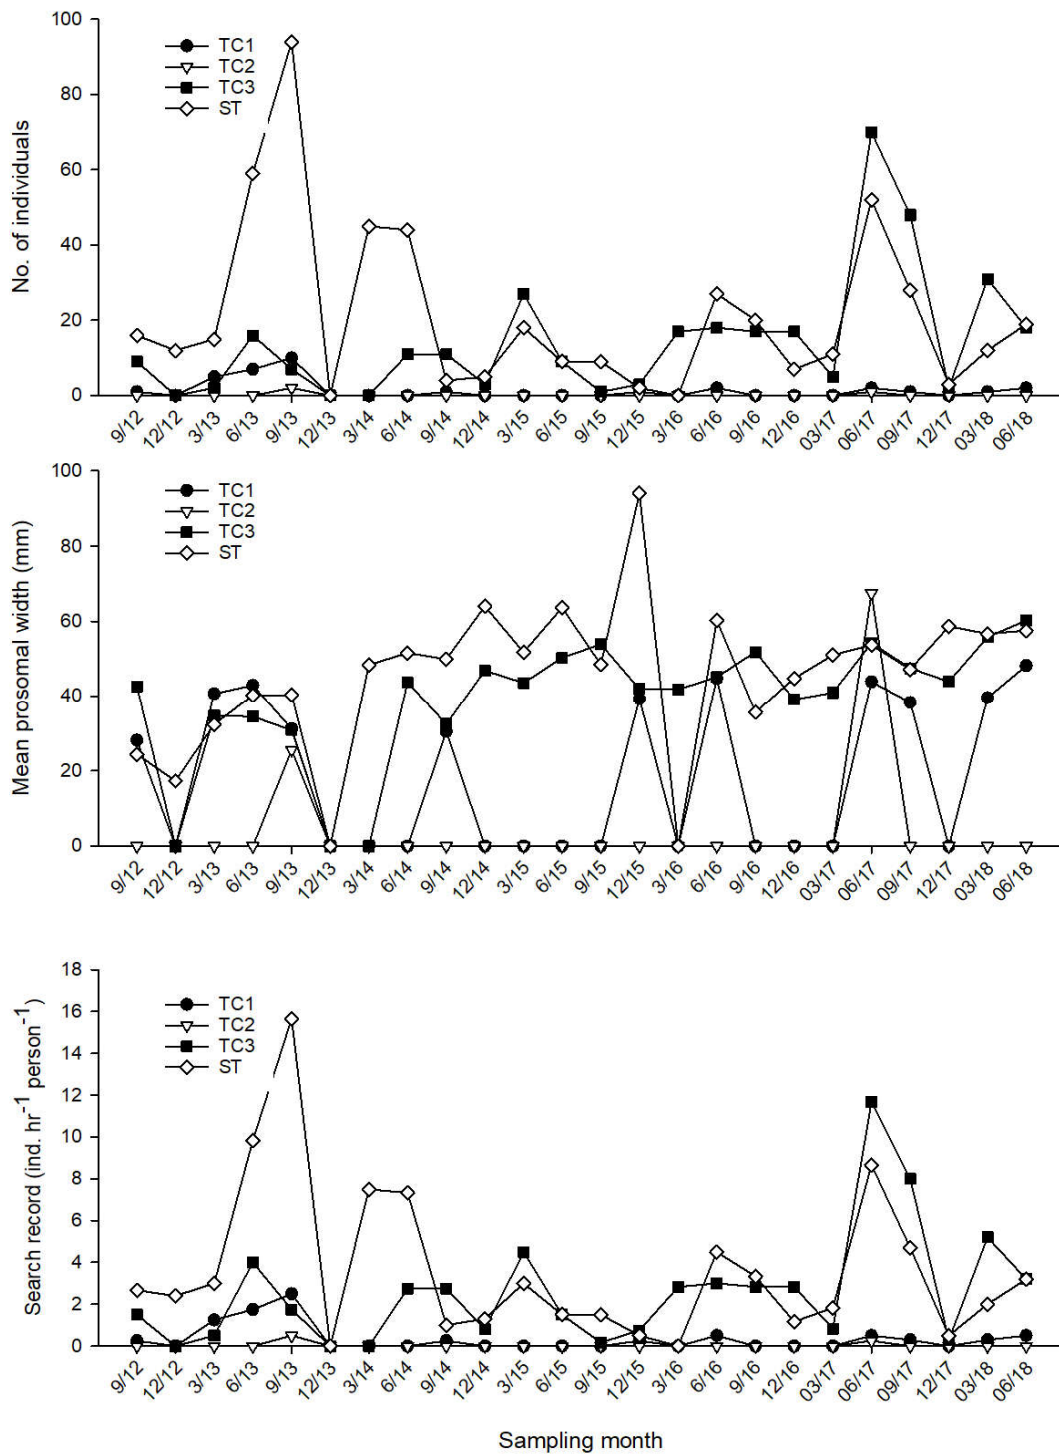 100
80
60
40
20
0
No. of individuals
TC1
TC2
TC3
ST
9/12 12/12 3/13 6/13 9/13 12/13 3/14 6/14 9/14 12/14 3/15 6/15 9/15 12/15 3/16 6/16 9/16 12/16 03/17 06/17 09/17 12/17 03/18 06/18
100
80
60
40
20
0
Mean prosomal width (mm)
TC1
TC2
TC3
ST
9/12 12/12 3/13 6/13 9/13 12/13 3/14 6/14 9/14 12/14 3/15 6/15 9/15 12/15 3/16 6/16 9/16 12/16 03/17 06/17 09/17 12/17 03/18 06/18
18
16
14
12
10
8
6
4
2
0
Search record (ind. hr⁻¹ person⁻¹)
TC1
TC2
TC3
ST
9/12 12/12 3/13 6/13 9/13 12/13 3/14 6/14 9/14 12/14 3/15 6/15 9/15 12/15 3/16 6/16 9/16 12/16 03/17 06/17 09/17 12/17 03/18 06/18
Sampling month